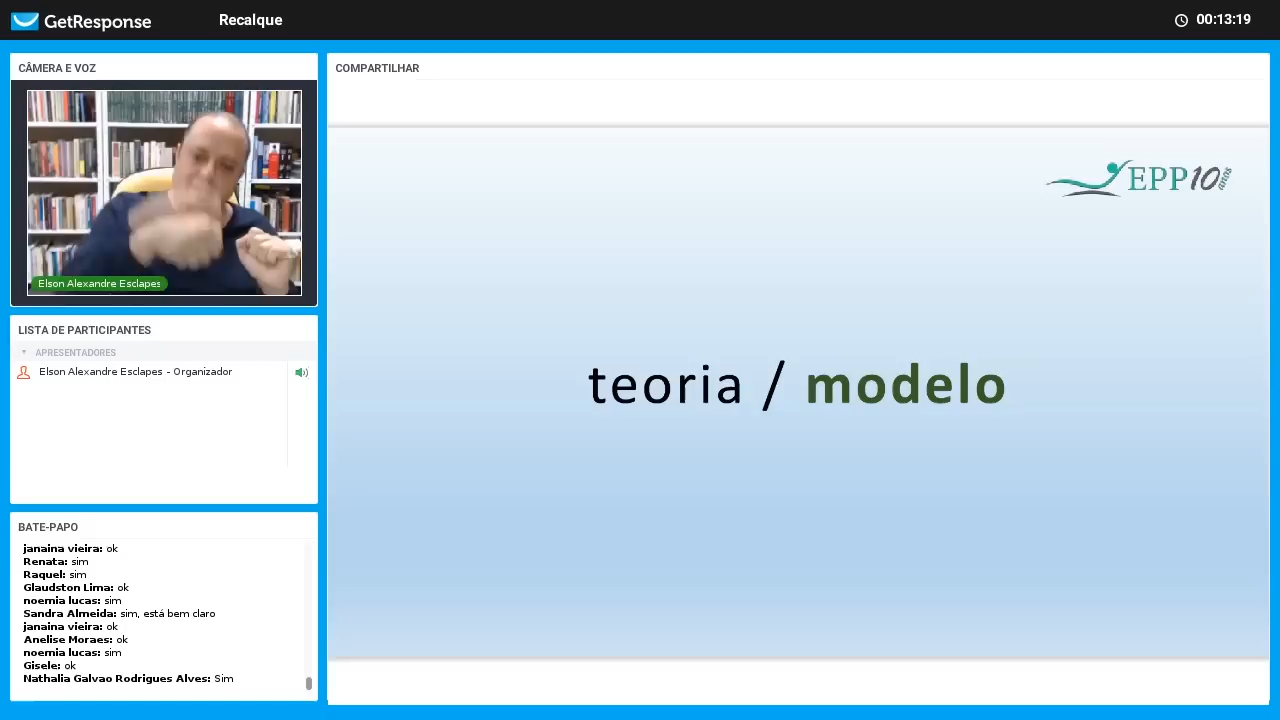 GetResponse
Recalque
00:13:19
CÂMERA E VOZ
Elson Alexandre Esclapes
LISTA DE PARTICIPANTES
APRESENTADORES
Elson Alexandre Esclapes - Organizador
BATE-PAPO
janaina vieira: ok
Renata: sim
Raquel: sim
Glaudston Lima: ok
noemia lucas: sim
Sandra Almeida: sim, está bem claro
janaina vieira: ok
Anelise Moraes: ok
noemia lucas: sim
Gisele: ok
Nathalia Galvao Rodrigues Alves: Sim
COMPARTILHAR
EPP10 anos
teoria / modelo